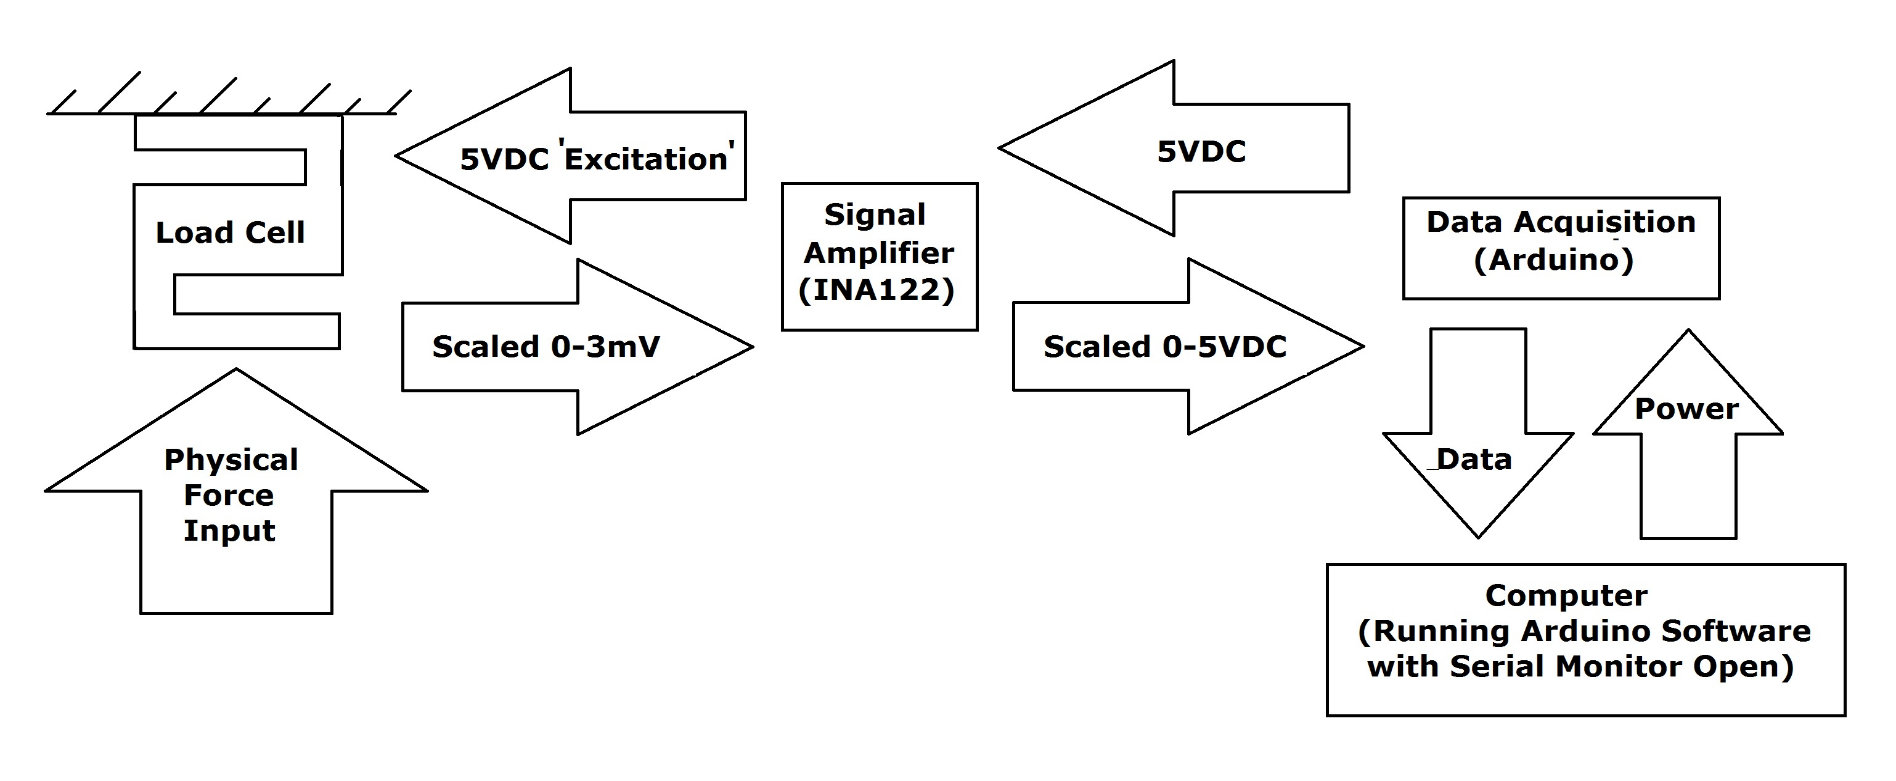 5VDC 'Excitation'
5VDC
Signal
Amplifier
(INA122)
Data Acquisition
(Arduino)
Load Cell
Scaled 0-3mV
Scaled 0-5VDC
Physical
Force
Input
Data
Power
Computer
(Running Arduino Software
with Serial Monitor Open)